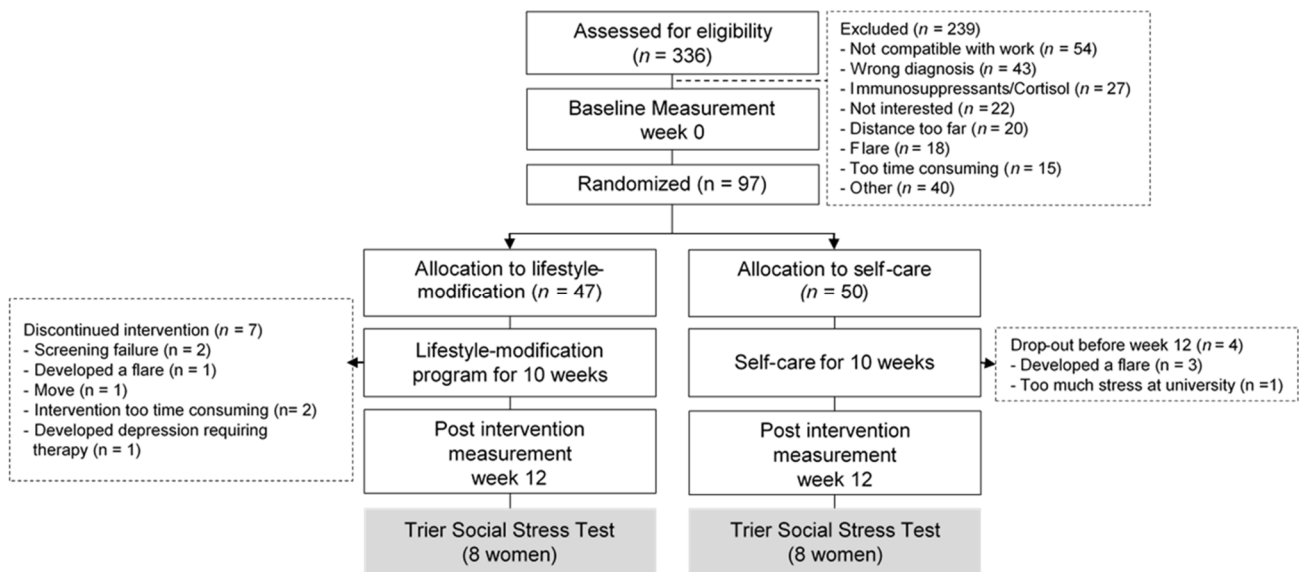 Assessed for eligibility
(n = 336)
Excluded (n = 239)
- Not compatible with work (n = 54)
- Wrong diagnosis (n = 43)
- Immunosuppressants/Cortisol (n = 27)
- Not interested (n = 22)
- Distance too far (n = 20)
- Flare (n = 18)
- Too time consuming (n = 15)
- Other (n = 40)
Baseline Measurement
week 0
Randomized (n = 97)
Allocation to lifestyle-
modification (n = 47)
Allocation to self-care
(n = 50)
Discontinued intervention (n = 7)
- Screening failure (n = 2)
- Developed a flare (n = 1)
- Move (n = 1)
- Intervention too time consuming (n= 2)
- Developed depression requiring
therapy (n = 1)
Lifestyle-modification
program for 10 weeks
Self-care for 10 weeks
Drop-out before week 12 (n = 4)
- Developed a flare (n = 3)
- Too much stress at university (n =1)
Post intervention
measurement
week 12
Post intervention
measurement
week 12
Trier Social Stress Test
(8 women)
Trier Social Stress Test
(8 women)